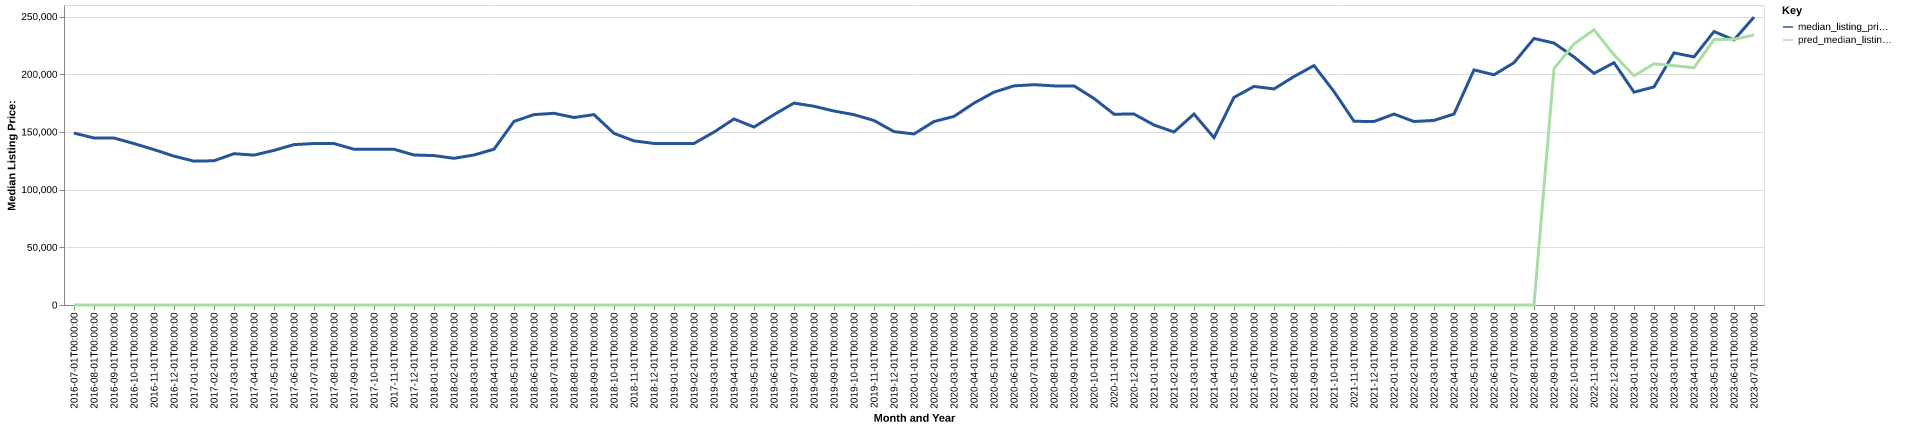 Key
median_listing_pri…
pred_median_listin…
Median Listing Price:
250,000
200,000
150,000
100,000
50,000
0
2016-07-01T00:00:00
2016-08-01T00:00:00
2016-09-01T00:00:00
2016-10-01T00:00:00
2016-11-01T00:00:00
2016-12-01T00:00:00
2017-01-01T00:00:00
2017-02-01T00:00:00
2017-03-01T00:00:00
2017-04-01T00:00:00
2017-05-01T00:00:00
2017-06-01T00:00:00
2017-07-01T00:00:00
2017-08-01T00:00:00
2017-09-01T00:00:00
2017-10-01T00:00:00
2017-11-01T00:00:00
2017-12-01T00:00:00
2018-01-01T00:00:00
2018-02-01T00:00:00
2018-03-01T00:00:00
2018-04-01T00:00:00
2018-05-01T00:00:00
2018-06-01T00:00:00
2018-07-01T00:00:00
2018-08-01T00:00:00
2018-09-01T00:00:00
2018-10-01T00:00:00
2018-11-01T00:00:00
2018-12-01T00:00:00
2019-01-01T00:00:00
2019-02-01T00:00:00
2019-03-01T00:00:00
2019-04-01T00:00:00
2019-05-01T00:00:00
2019-06-01T00:00:00
2019-07-01T00:00:00
2019-08-01T00:00:00
2019-09-01T00:00:00
2019-10-01T00:00:00
2019-11-01T00:00:00
2019-12-01T00:00:00
2020-01-01T00:00:00
2020-02-01T00:00:00
2020-03-01T00:00:00
2020-04-01T00:00:00
2020-05-01T00:00:00
2020-06-01T00:00:00
2020-07-01T00:00:00
2020-08-01T00:00:00
2020-09-01T00:00:00
2020-10-01T00:00:00
2020-11-01T00:00:00
2020-12-01T00:00:00
2021-01-01T00:00:00
2021-02-01T00:00:00
2021-03-01T00:00:00
2021-04-01T00:00:00
2021-05-01T00:00:00
2021-06-01T00:00:00
2021-07-01T00:00:00
2021-08-01T00:00:00
2021-09-01T00:00:00
2021-10-01T00:00:00
2021-11-01T00:00:00
2021-12-01T00:00:00
2022-02-01T00:00:00
2022-03-01T00:00:00
2022-04-01T00:00:00
2022-05-01T00:00:00
2022-06-01T00:00:00
2022-07-01T00:00:00
2022-08-01T00:00:00
2022-09-01T00:00:00
2022-10-01T00:00:00
2022-11-01T00:00:00
2022-12-01T00:00:00
2023-01-01T00:00:00
2023-02-01T00:00:00
2023-03-01T00:00:00
2023-04-01T00:00:00
2023-05-01T00:00:00
2023-06-01T00:00:00
2023-07-01T00:00:00
Month and Year